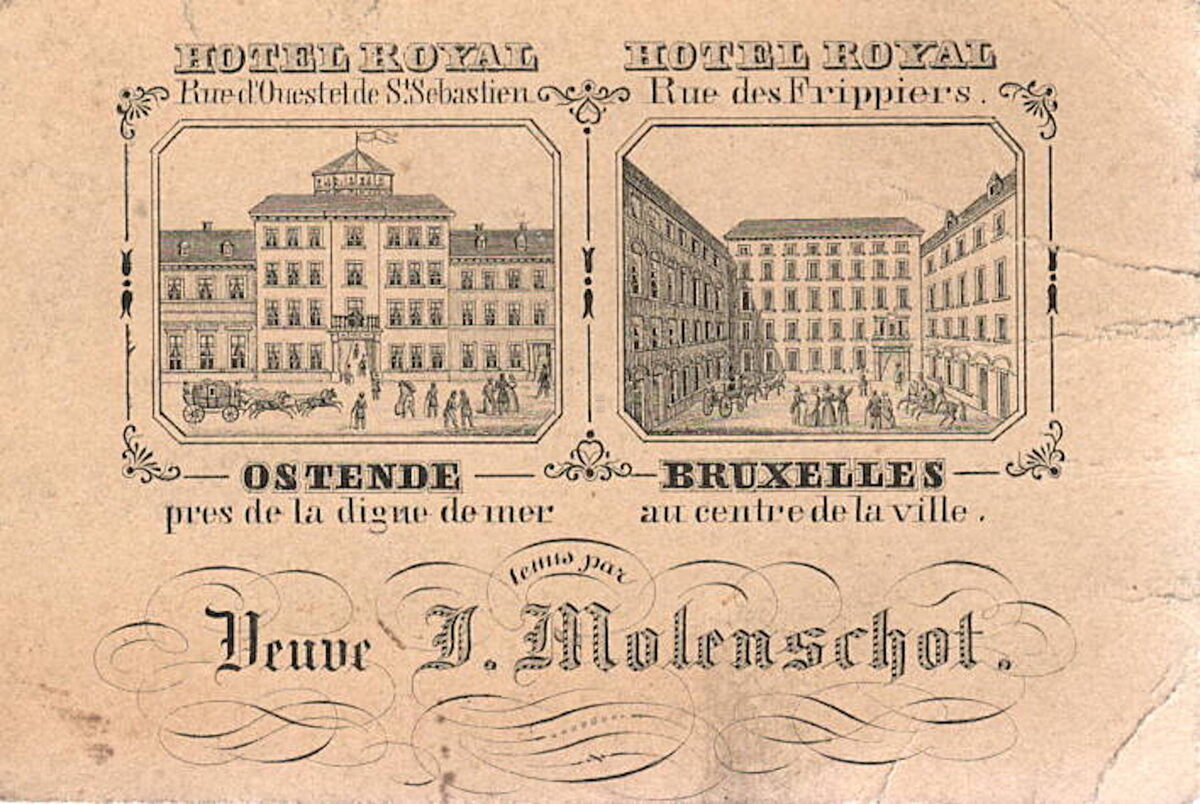 HOTEL ROYAL
Rue d'Ouest et de St Sebastien
OSTENDE
pres de la digue de mer
HOTEL ROYAL
Rue des Frippiers.
BRUXELLES
au centre de la ville.
tenus par
Veuve J. Molenschot.